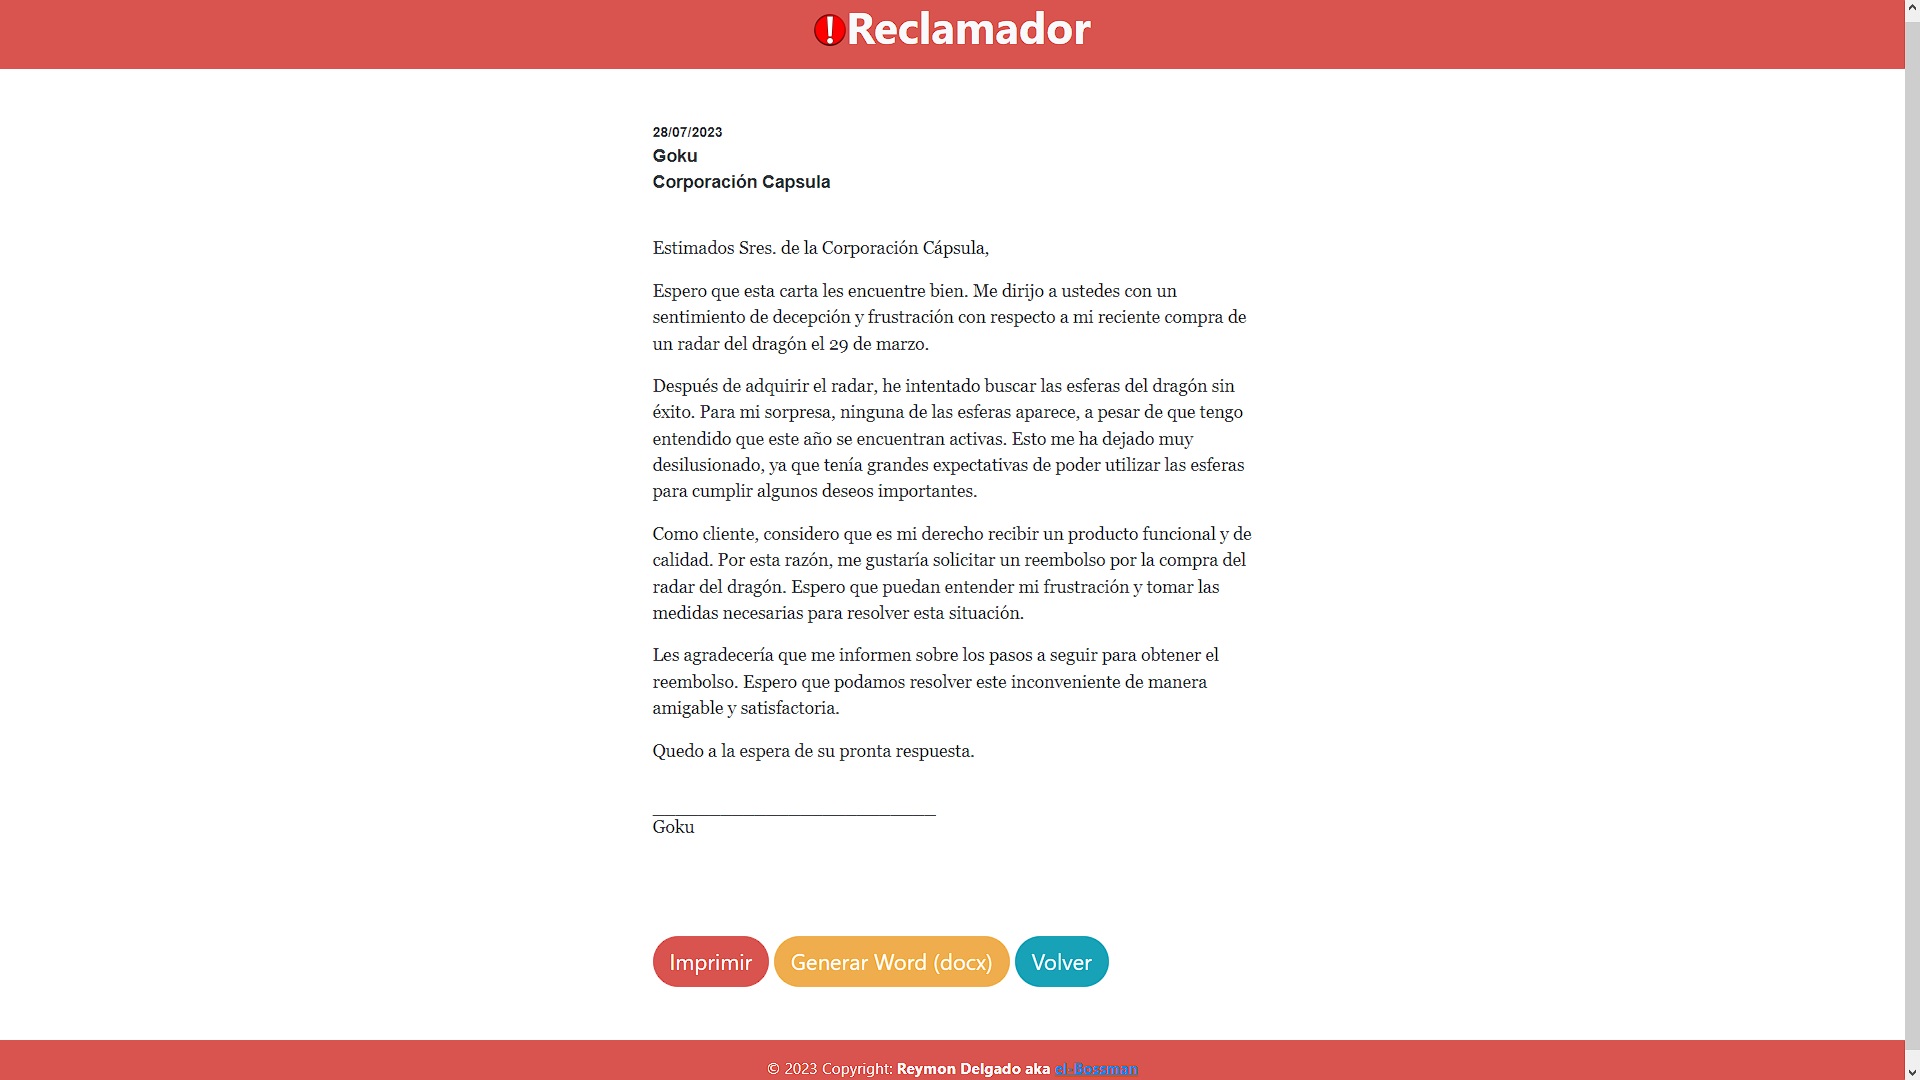 Reclamador
28/07/2023
Goku
Corporación Capsula
Estimados Sres. de la Corporación Cápsula,
Espero que esta carta les encuentre bien. Me dirijo a ustedes con un
sentimiento de decepción y frustración con respecto a mi reciente compra de
un radar del dragón el 29 de marzo.
Después de adquirir el radar, he intentado buscar las esferas del dragón sin
éxito. Para mi sorpresa, ninguna de las esferas aparece, a pesar de que tengo
entendido que este año se encuentran activas. Esto me ha dejado muy
desilusionado, ya que tenía grandes expectativas de poder utilizar las esferas
para cumplir algunos deseos importantes.
Como cliente, considero que es mi derecho recibir un producto funcional y de
calidad. Por esta razón, me gustaría solicitar un reembolso por la compra del
radar del dragón. Espero que puedan entender mi frustración y tomar las
medidas necesarias para resolver esta situación.
Les agradecería que me informen sobre los pasos a seguir para obtener el
reembolso. Espero que podamos resolver este inconveniente de manera
amigable y satisfactoria.
Quedo a la espera de su pronta respuesta.
Goku
Imprimir Generar Word (docx) Volver
© 2023 Copyright: Reymon Delgado aka el-Bossman